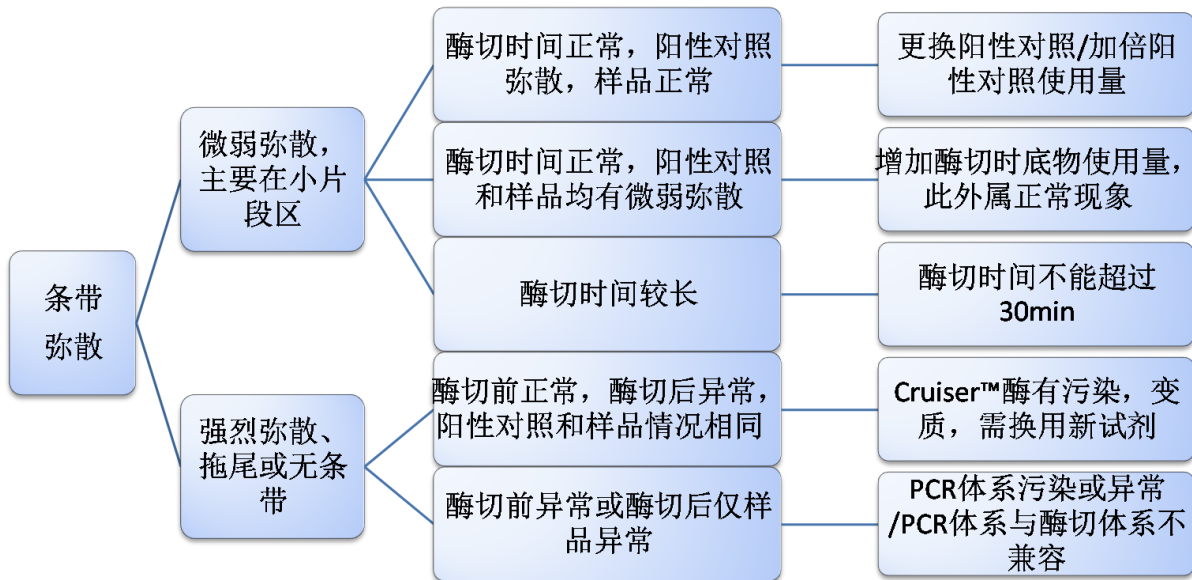 条带
弥散
微弱弥散，
主要在小片
段区
强烈弥散、
拖尾或无条
带
酶切时间正常，阳性对照
弥散，样品正常
更换阳性对照/加倍阳
性对照使用量
酶切时间正常，阳性对照
和样品均有微弱弥散
增加酶切时底物使用量，
此外属正常现象
酶切时间较长
酶切时间不能超过
30min
酶切前正常，酶切后异常，
阳性对照和样品情况相同
Cruiser™酶有污染，变
质，需换用新试剂
酶切前异常或酶切后仅样
品异常
PCR体系污染或异常
/PCR体系与酶切体系不
兼容